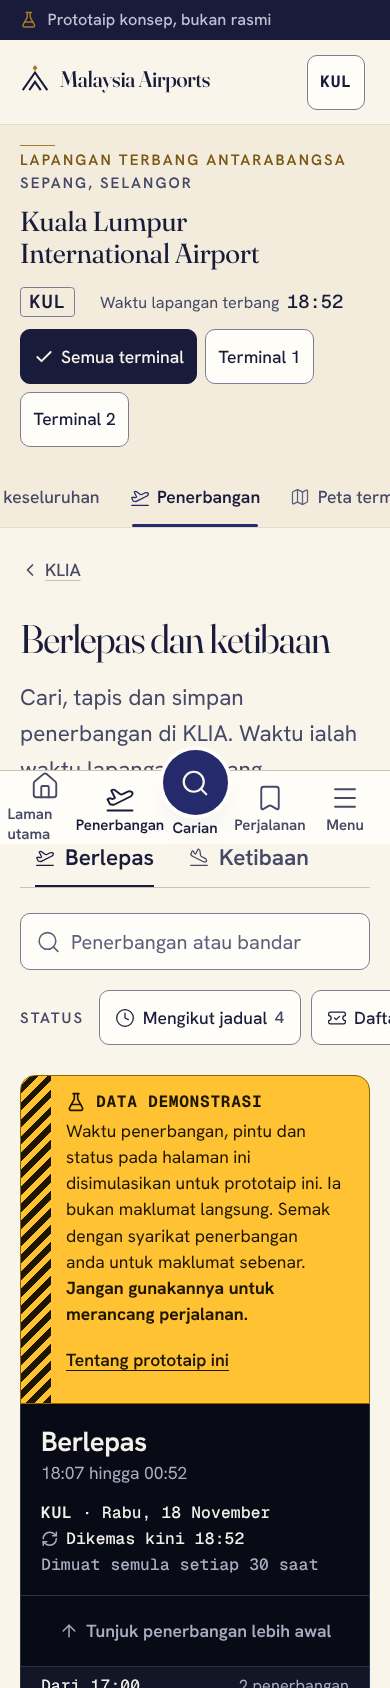 Prototaip konsep, bukan rasmi
Malaysia Airports
KUL
LAPANGAN TERBANG ANTARABANGSA
SEPANG, SELANGOR
Kuala Lumpur
International Airport
KUL Waktu lapangan terbang 18:52
Semua terminal Terminal 1
Terminal 2
keseluruhan Penerbangan Peta term
KLIA
Berlepas dan ketibaan
Cari, tapis dan simpan
penerbangan di KLIA. Waktu ialah
Laman utama
Penerbangan
Carian
Perjalanan
Menu
Berlepas Ketibaan
Penerbangan atau bandar
STATUS Mengikut jadual 4 Dafta
DATA DEMONSTRASI
Waktu penerbangan, pintu dan
status pada halaman ini
disimulasikan untuk prototaip ini. Ia
bukan maklumat langsung. Semak
dengan syarikat penerbangan
anda untuk maklumat sebenar.
Jangan gunakannya untuk
merancang perjalanan.
Tentang prototaip ini
Berlepas
18:07 hingga 00:52
KUL · Rabu, 18 November
Dikemas kini 18:52
Dimuat semula setiap 30 saat
Tunjuk penerbangan lebih awal
Dari 17:00 2 penerbangan